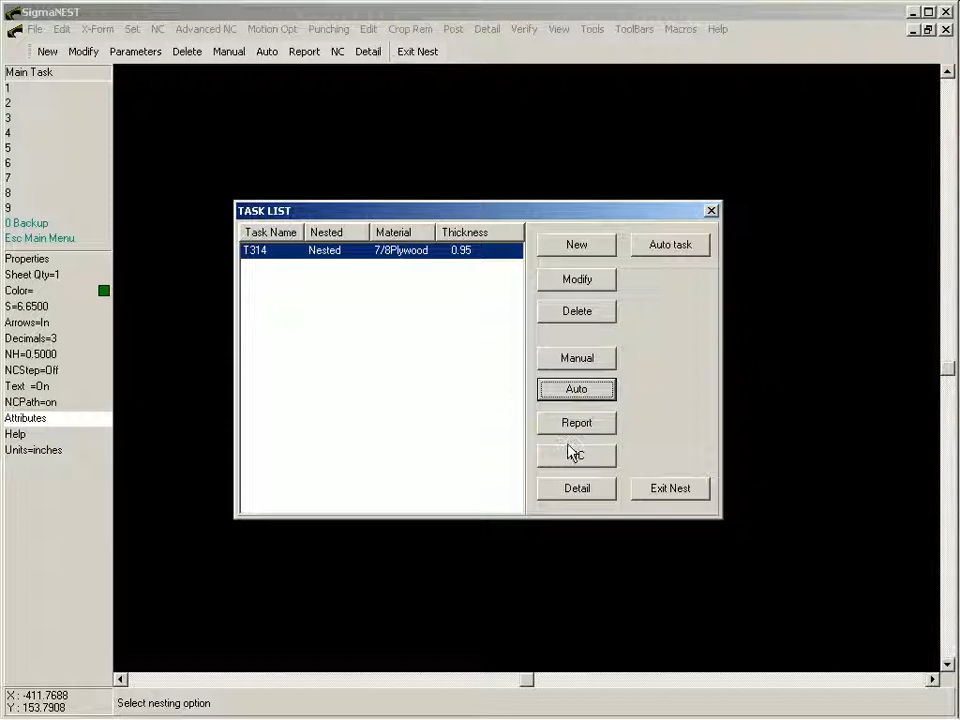 SigmaNEST
File Edit X-Form Set NC Advanced NC Motion Opt Punching Edit Crop Rem Post Detail Verify View Tools ToolBars Macros Help
New Modify Parameters Delete Manual Auto Report NC Detail Exit Nest
Main Task
1
2
3
4
5
6
7
8
9
0 Backup
Esc Main Menu
Properties
Sheet Qty=1
Color=
S=6.6500
Arrows=In
Decimals=3
NH=0.5000
NCStep=Off
Text =On
NCPath=on
Attributes
Help
Units=inches
TASK LIST
Task Name Nested Material Thickness
T314 Nested 7/8Plywood 0.95
New Auto task
Modify
Delete
Manual
Auto
Report
Detail Exit Nest
X : -411.7688
Y : 153.7908
Select nesting option